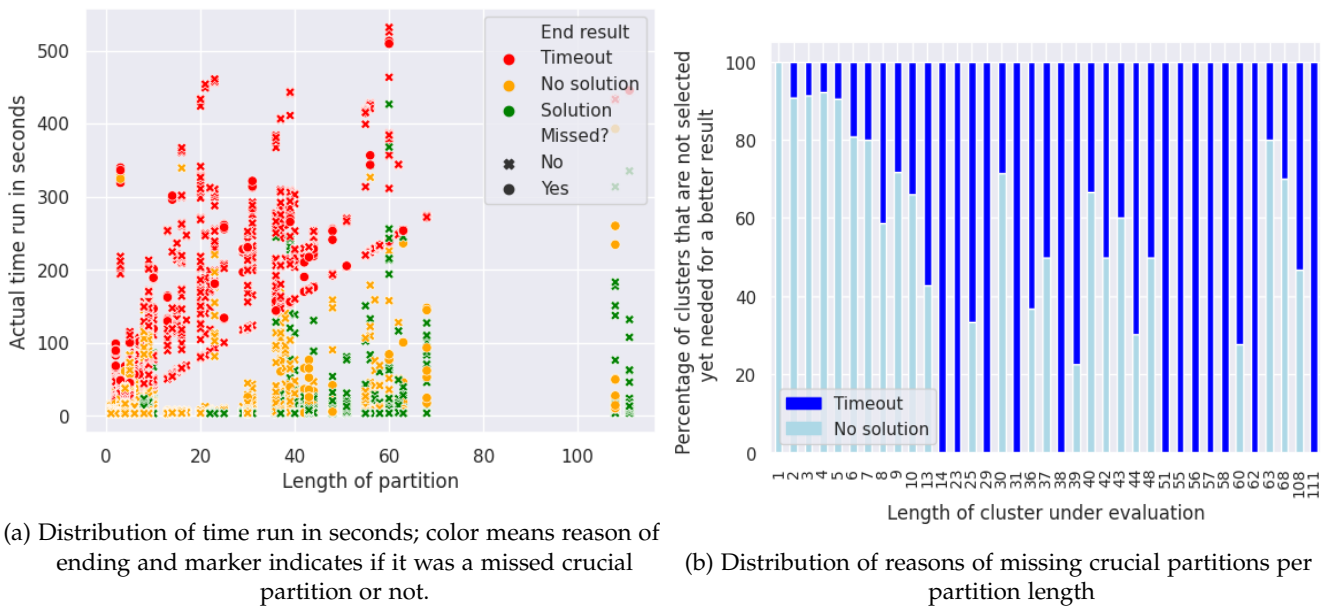 End result
Timeout
No solution
Solution
Missed?
No
Yes
500
400
300
200
100
0
Actual time run in seconds
0
20
40
60
80
100
Length of partition
(a) Distribution of time run in seconds; color means reason of
ending and marker indicates if it was a missed crucial
partition or not.
Percentage of clusters that are not selected
yet needed for a better result
100
80
60
40
20
0
Timeout
No solution
1
2
3
4
5
6
7
8
9
10
13
14
23
25
29
30
31
36
37
38
39
40
42
43
44
48
51
55
56
57
58
60
62
63
68
108
111
Length of cluster under evaluation
(b) Distribution of reasons of missing crucial partitions per
partition length